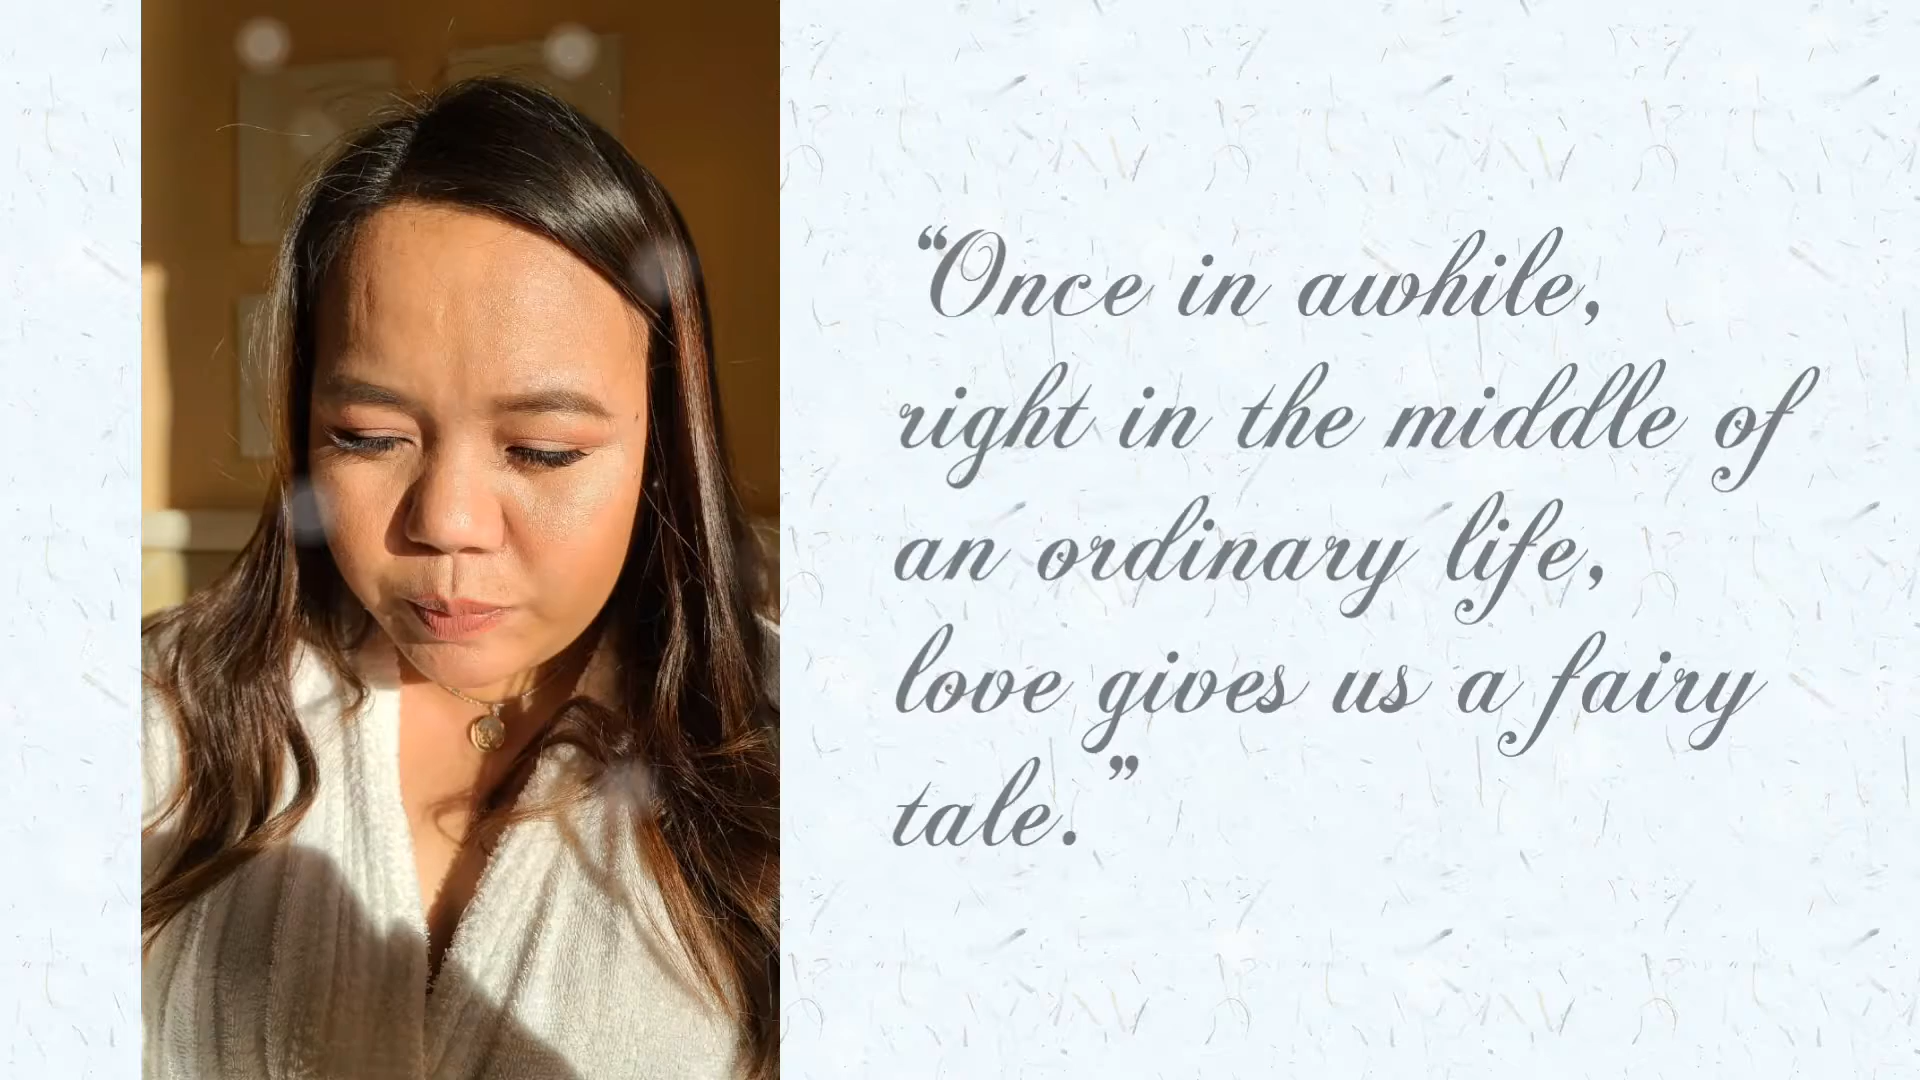 “Once in awhile,
right in the middle of
an ordinary life,
love gives us a fairy
tale.”